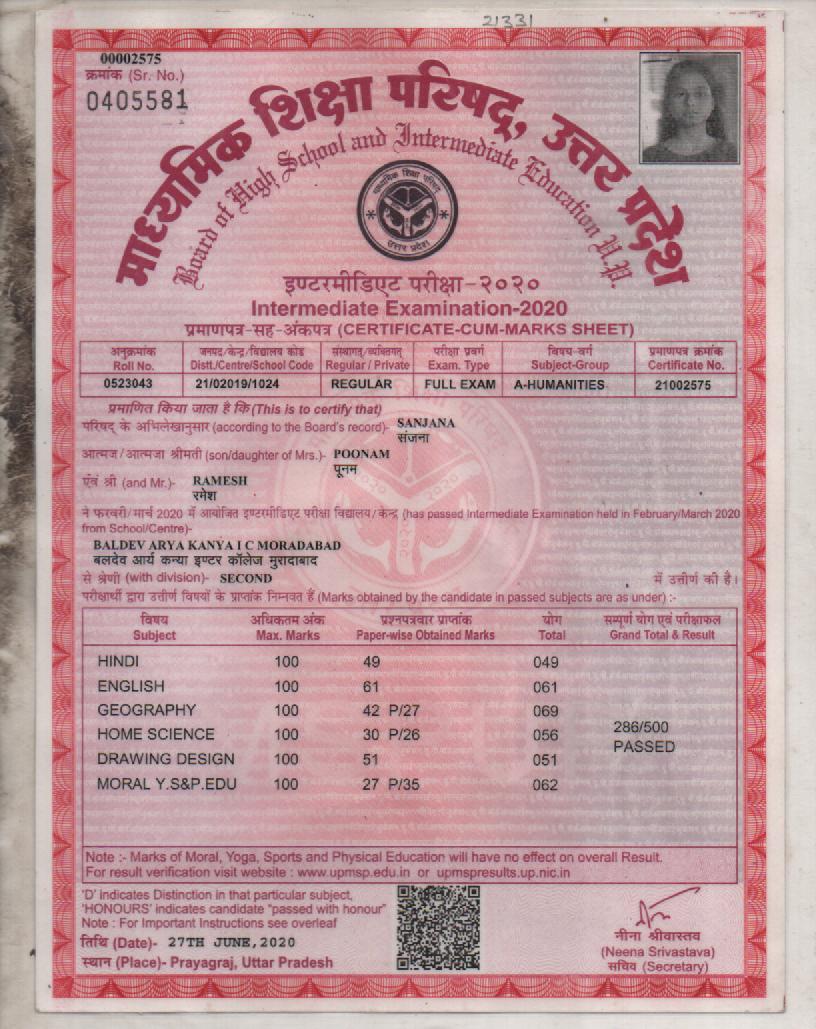 21331
00002575
क्रमांक (Sr. No.)
0405581
माध्यमिक शिक्षा परिषद्, उत्तर प्रदेश
Board of High School and Intermediate Education U.P.
माध्यमिक शिक्षा परिषद्
उत्तर प्रदेश
इण्टरमीडिएट परीक्षा-२०२०
Intermediate Examination-2020
प्रमाणपत्र-सह-अंकपत्र (CERTIFICATE-CUM-MARKS SHEET)
अनुक्रमांक जनपद/केन्द्र/विद्यालय कोड संस्थागत/व्यक्तिगत परीक्षा प्रवर्ग विषय-वर्ग प्रमाणपत्र क्रमांक
Roll No. Distt./Centre/School Code Regular / Private Exam. Type Subject-Group Certificate No.
0523043 21/02019/1024 REGULAR FULL EXAM A-HUMANITIES 21002575
प्रमाणित किया जाता है कि (This is to certify that)
परिषद् के अभिलेखानुसार (according to the Board's record)- SANJANA
संजना
आत्मज/आत्मजा श्रीमती (son/daughter of Mrs.)- POONAM
पूनम
एवं श्री (and Mr.)- RAMESH
रमेश
ने फरवरी/मार्च 2020 में आयोजित इण्टरमीडिएट परीक्षा विद्यालय/केन्द्र (has passed Intermediate Examination held in February/March 2020
from School/Centre)-
BALDEV ARYA KANYA I C MORADABAD
बलदेव आर्य कन्या इण्टर कॉलेज मुरादाबाद
से श्रेणी (with division)- SECOND में उत्तीर्ण की है।
परीक्षार्थी द्वारा उत्तीर्ण विषयों के प्राप्तांक निम्नवत हैं (Marks obtained by the candidate in passed subjects are as under) :-
विषय अधिकतम अंक प्रश्नपत्रवार प्राप्तांक योग सम्पूर्ण योग एवं परीक्षाफल
Subject Max. Marks Paper-wise Obtained Marks Total Grand Total & Result
HINDI 100 49 049
ENGLISH 100 61 061
GEOGRAPHY 100 42 P/27 069
HOME SCIENCE 100 30 P/26 056
286/500
PASSED
DRAWING DESIGN 100 51 051
MORAL Y.S&P.EDU 100 27 P/35 062
Note :- Marks of Moral, Yoga, Sports and Physical Education will have no effect on overall Result.
For result verification visit website : www.upmsp.edu.in or upmspresults.up.nic.in
'D' indicates Distinction in that particular subject,
'HONOURS' indicates candidate "passed with honour"
Note : For Important Instructions see overleaf
तिथि (Date)- 27TH JUNE,2020
स्थान (Place)- Prayagraj, Uttar Pradesh
नीना श्रीवास्तव
(Neena Srivastava)
सचिव (Secretary)